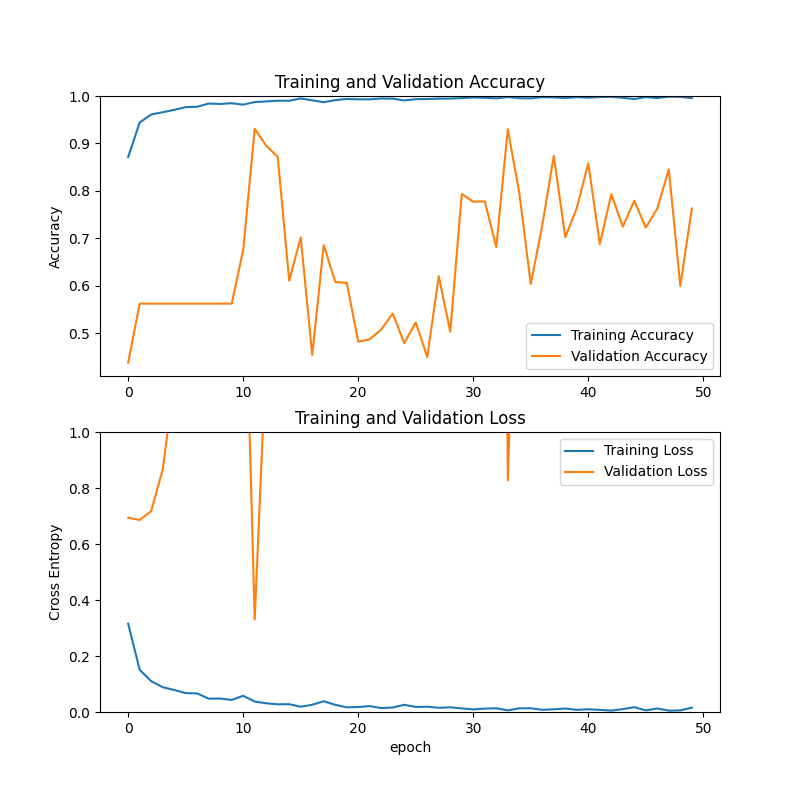 Training and Validation Accuracy
1.0
0.9
0.8
0.7
0.6
0.5
Accuracy
Training Accuracy
Validation Accuracy
0 10 20 30 40 50
Training and Validation Loss
1.0
0.8
0.6
0.4
0.2
0.0
Cross Entropy
Training Loss
Validation Loss
0 10 20 30 40 50
epoch